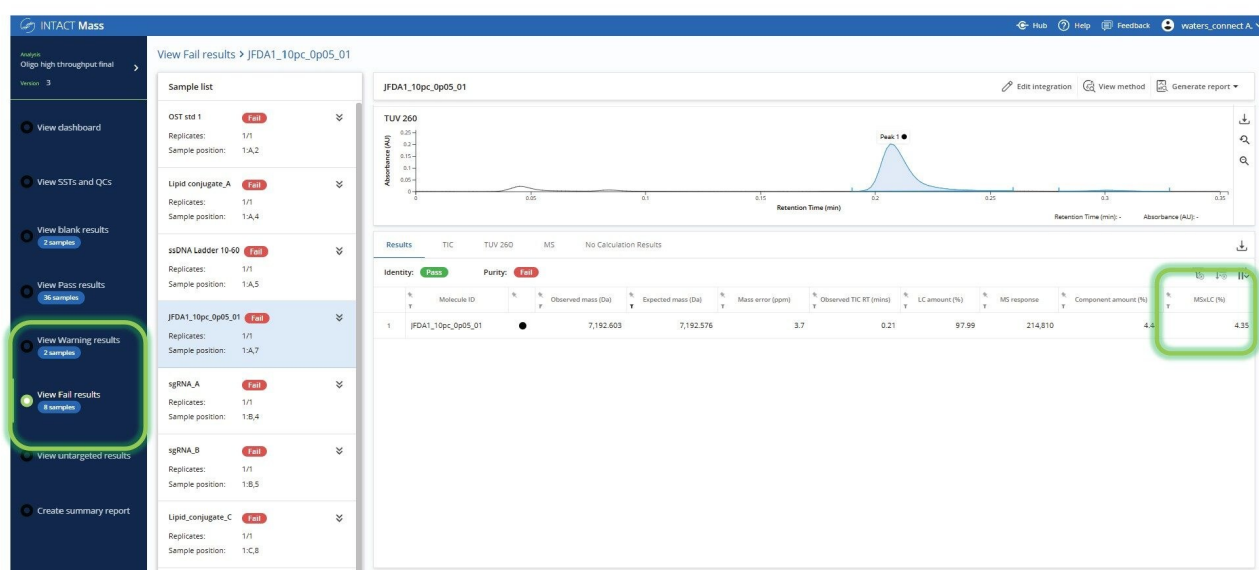 INTACT Mass
Hub Help Feedback waters_connect A.
Analysis
Oligo high throughput final
Version 3
View dashboard
View SSTs and QCs
View blank results
2 samples
View Pass results
36 samples
View Warning results
2 samples
View Fail results
8 samples
View untargeted results
Create summary report
View Fail results > JFDA1_10pc_0p05_01
Sample list
OST std 1 Fail
Replicates: 1/1
Sample position: 1:A,2
Lipid conjugate_A Fail
Replicates: 1/1
Sample position: 1:A,4
ssDNA Ladder 10-60 Fail
Replicates: 1/1
Sample position: 1:A,5
JFDA1_10pc_0p05_01 Fail
Replicates: 1/1
Sample position: 1:A,7
sgRNA_A Fail
Replicates: 1/1
Sample position: 1:B,4
sgRNA_B Fail
Replicates: 1/1
Sample position: 1:B,5
Lipid_conjugate_C Fail
Replicates: 1/1
Sample position: 1:C,8
JFDA1_10pc_0p05_01 Edit integration View method Generate report
TUV 260
Absorbance (AU)
0.25
0.2
0.15
0.1
0.05
0
Peak 1
0 0.05 0.1 0.15 0.2 0.25 0.3 0.35
Retention Time (min)
Retention Time (min): - Absorbance (AU): -
Results TIC TUV 260 MS No Calculation Results
Identity: Pass Purity: Fail
Molecule ID Observed mass (Da) Expected mass (Da) Mass error (ppm) Observed TIC RT (mins) LC amount (%) MS response Component amount (%) MSxLC (%)
1 JFDA1_10pc_0p05_01 7,192.603 7,192.576 3.7 0.21 97.99 214,810 4.4 4.35